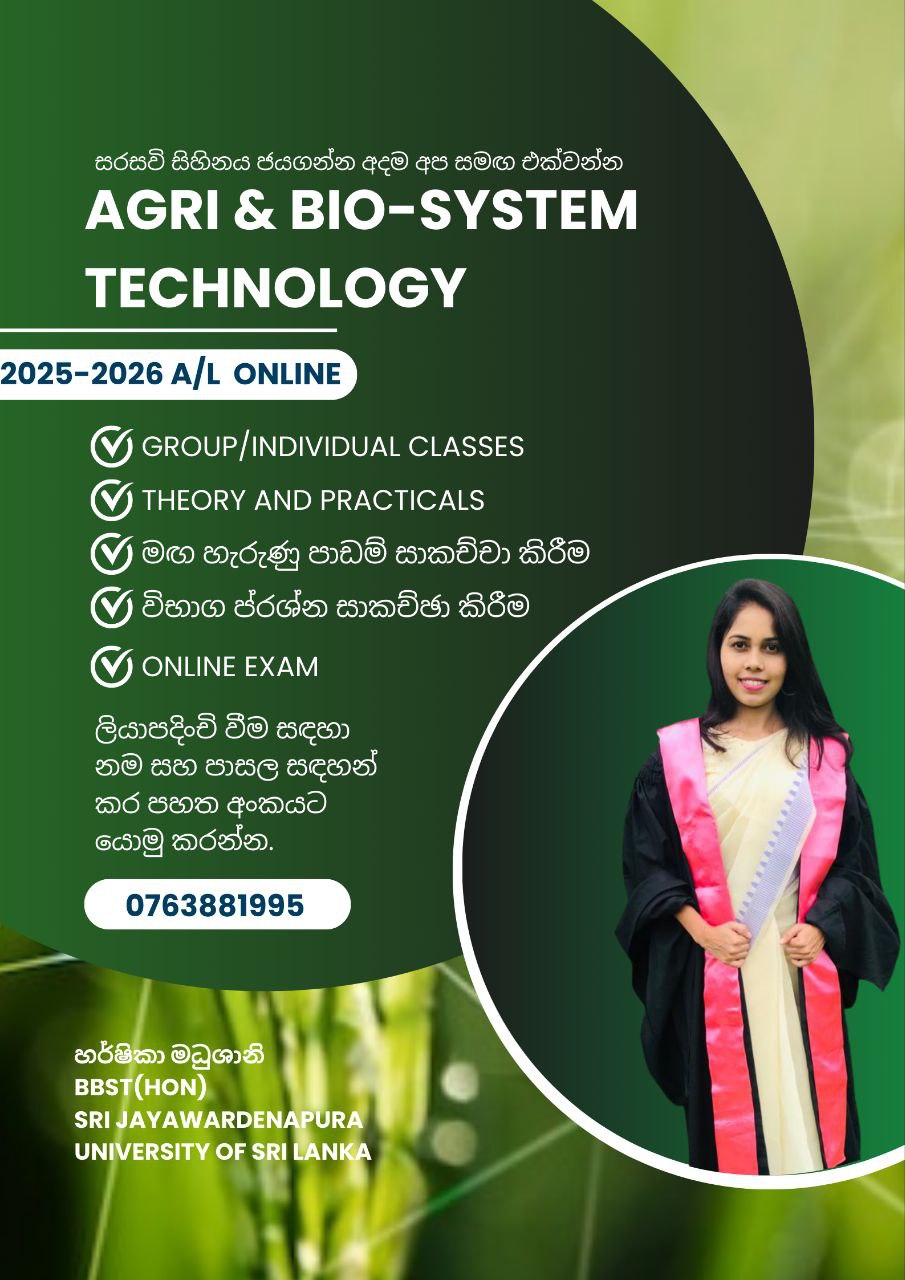 සරසවි සිහිනය ජයගන්න අදම අප සමඟ එක්වන්න
AGRI & BIO-SYSTEM
TECHNOLOGY
2025-2026 A/L ONLINE
GROUP/INDIVIDUAL CLASSES
THEORY AND PRACTICALS
මඟ හැරුණු පාඩම් සාකච්චා කිරීම
විභාග ප්රශ්න සාකච්ඡා කිරීම
ONLINE EXAM
ලියාපදිංචි වීම සඳහා
නම සහ පාසල සඳහන්
කර පහත අංකයට
යොමු කරන්න.
0763881995
හර්ෂිකා මධුශානි
BBST(HON)
SRI JAYAWARDENAPURA
UNIVERSITY OF SRI LANKA